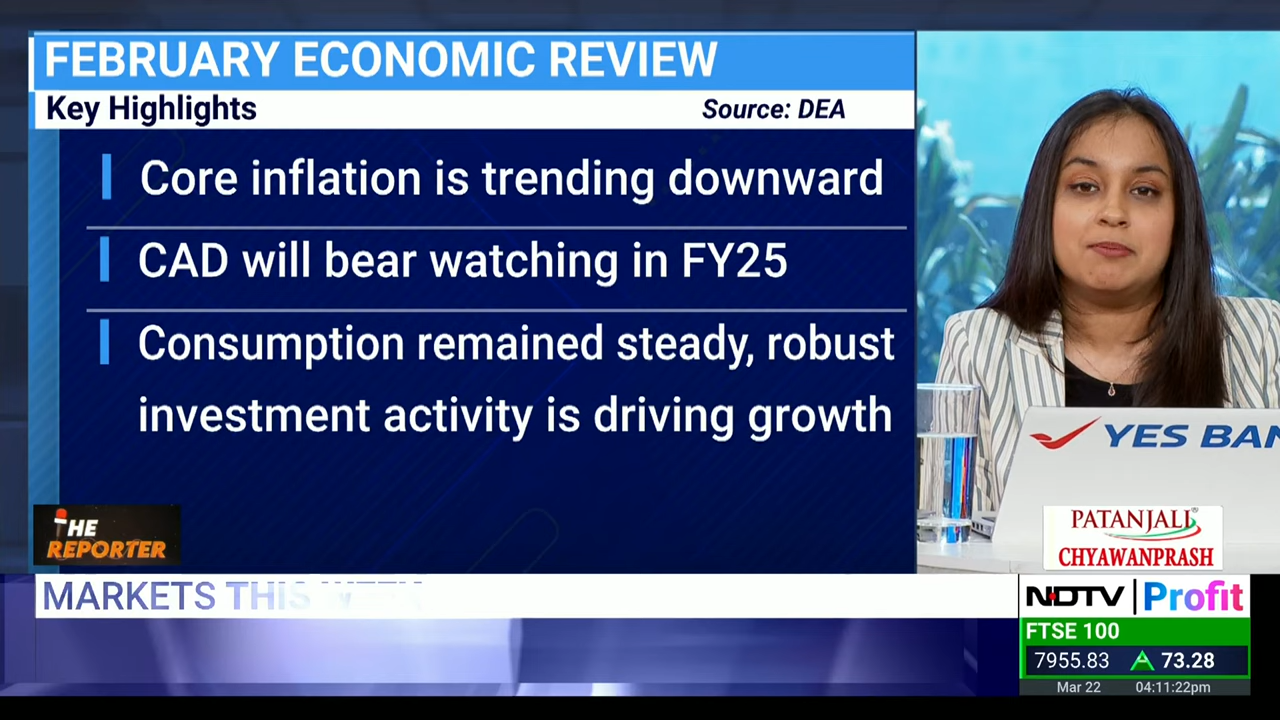 FEBRUARY ECONOMIC REVIEW
Key Highlights
Source: DEA
Core inflation is trending downward
CAD will bear watching in FY25
Consumption remained steady, robust
investment activity is driving growth
THE
REPORTER
YES BAN
PATANJALI®
CHYAWANPRASH
MARKETS THIS WEEK
NDTV Profit
FTSE 100
7955.83 73.28
Mar 22 04:11:22pm